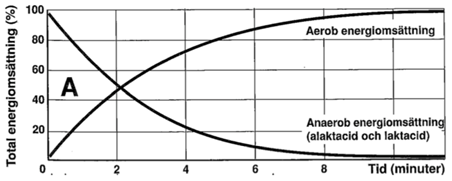 Total energiomsättning (%)
100
80
60
40
20
0
A
Aerob energiomsättning
Anaerob energiomsättning
(alaktacid och laktacid)
2
4
6
8
Tid (minuter)